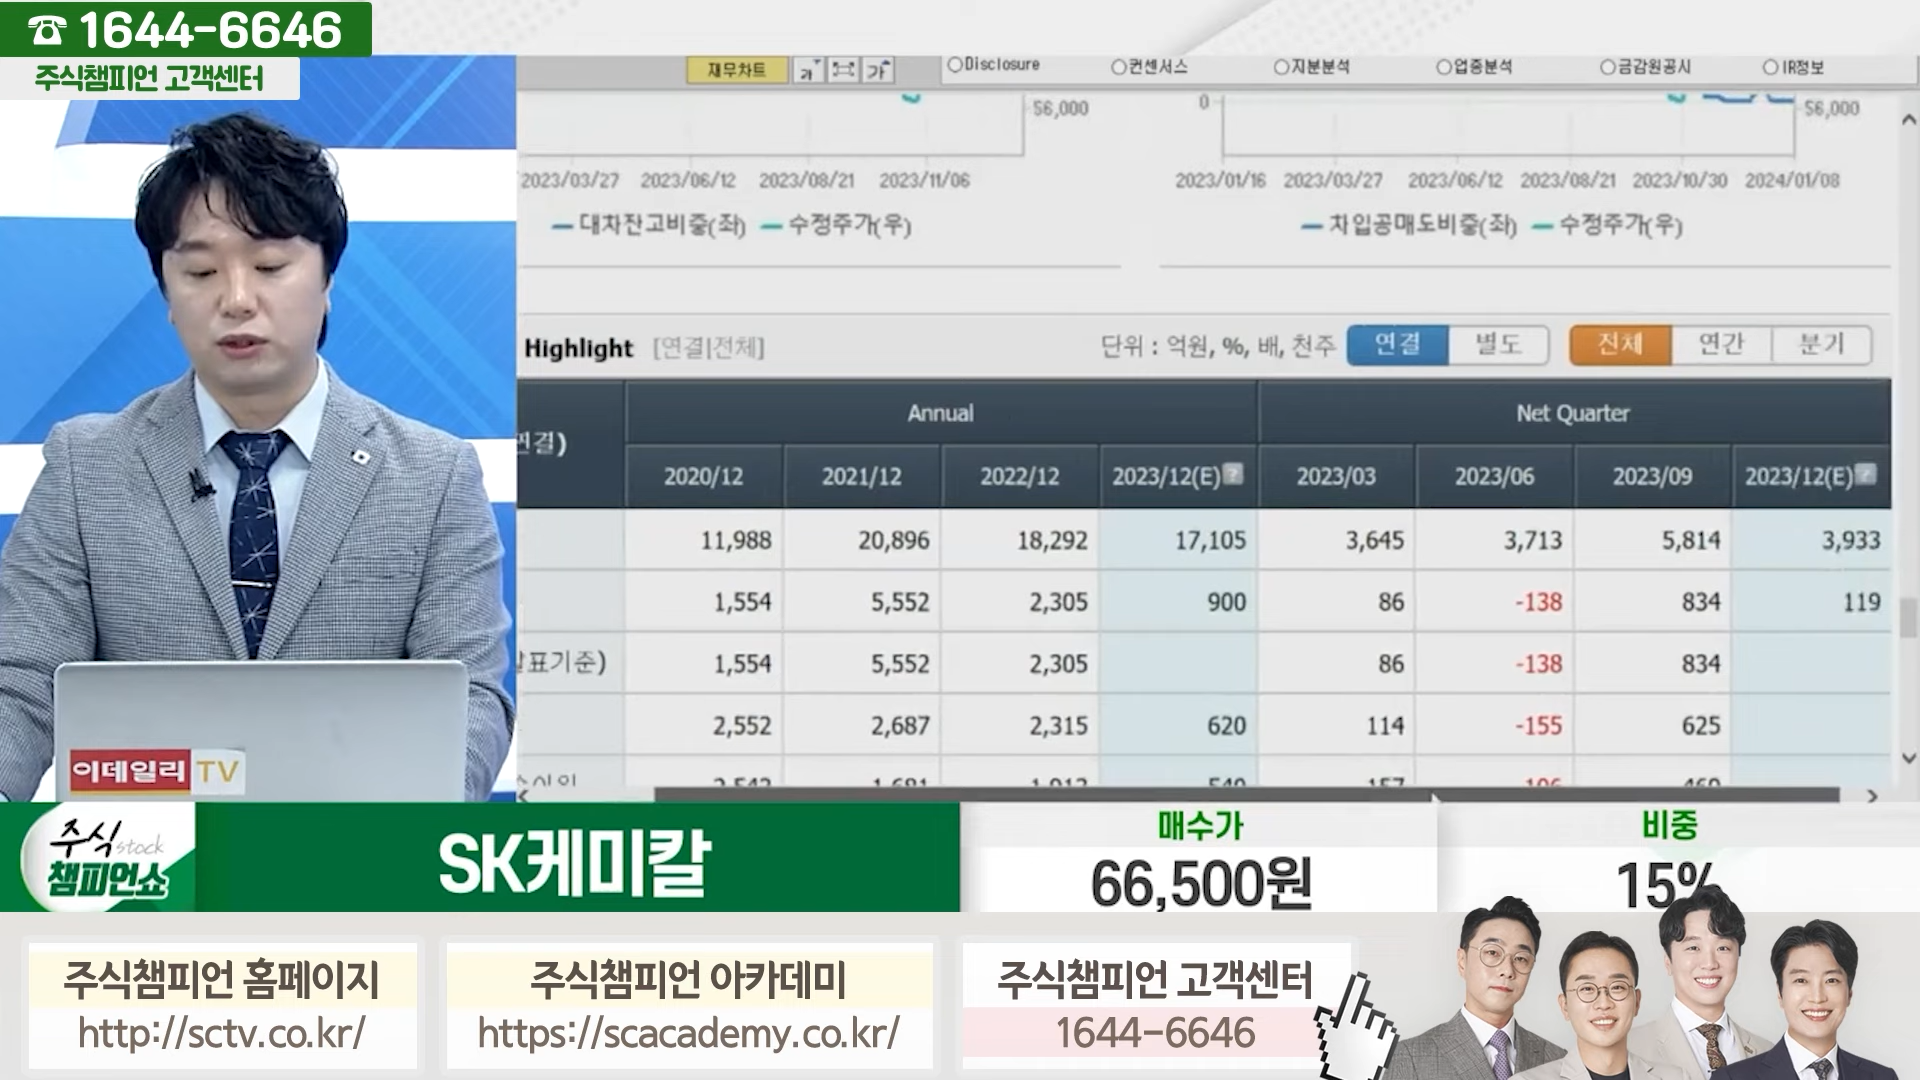 ☎ 1644-6646
주식챔피언 고객센터
재무차트 가 가 Disclosure 컨센서스 지분분석 업종분석 금감원공시 IR정보
56,000 0 56,000
2023/03/27 2023/06/12 2023/08/21 2023/11/06 2023/01/16 2023/03/27 2023/06/12 2023/08/21 2023/10/30 2024/01/08
대차잔고비중(좌) 수정주가(우) 차입공매도비중(좌) 수정주가(우)
Highlight [연결|전체] 단위 : 억원, %, 배, 천주 연결 별도 전체 연간 분기
Annual Net Quarter
연결)
2020/12 2021/12 2022/12 2023/12(E) 2023/03 2023/06 2023/09 2023/12(E)
11,988 20,896 18,292 17,105 3,645 3,713 5,814 3,933
1,554 5,552 2,305 900 86 -138 834 119
발표기준) 1,554 5,552 2,305 86 -138 834
2,552 2,687 2,315 620 114 -155 625
이데일리 TV
주식 stock
챔피언쇼
SK케미칼
매수가
66,500원
비중
15%
주식챔피언 홈페이지
http://sctv.co.kr/
주식챔피언 아카데미
https://scacademy.co.kr/
주식챔피언 고객센터
1644-6646